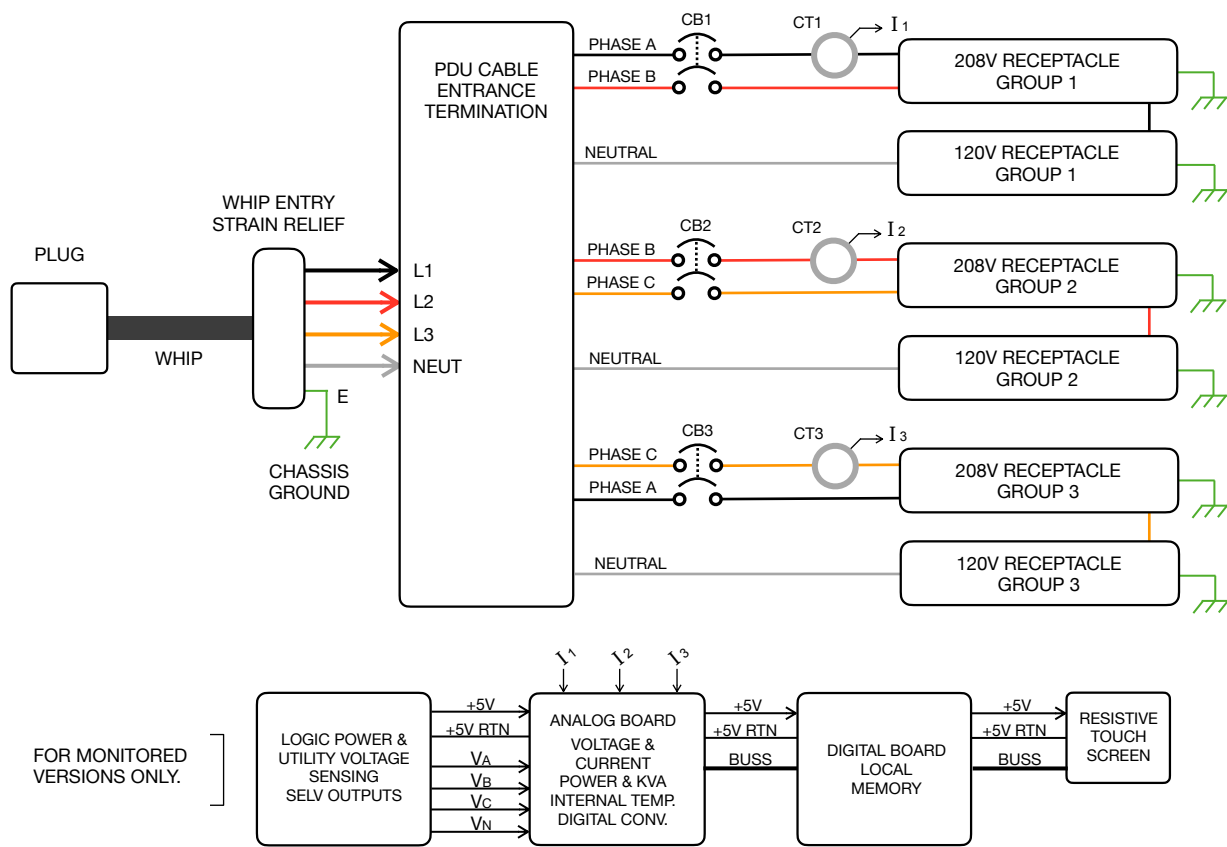 PDU CABLE
ENTRANCE
TERMINATION
PHASE A
PHASE B
CB1
CT1
I1
208V RECEPTACLE
GROUP 1
NEUTRAL
120V RECEPTACLE
GROUP 1
PLUG
WHIP
WHIP ENTRY
STRAIN RELIEF
L1
L2
L3
NEUT
E
CHASSIS
GROUND
PHASE B
PHASE C
CB2
CT2
I2
208V RECEPTACLE
GROUP 2
NEUTRAL
120V RECEPTACLE
GROUP 2
PHASE C
PHASE A
CB3
CT3
I3
208V RECEPTACLE
GROUP 3
NEUTRAL
120V RECEPTACLE
GROUP 3
FOR MONITORED
VERSIONS ONLY.
LOGIC POWER &
UTILITY VOLTAGE
SENSING
SELV OUTPUTS
+5V
+5V RTN
VA
VB
VC
VN
I1
I2
I3
ANALOG BOARD
VOLTAGE &
CURRENT
POWER & KVA
INTERNAL TEMP.
DIGITAL CONV.
+5V
+5V RTN
BUSS
DIGITAL BOARD
LOCAL
MEMORY
+5V
+5V RTN
BUSS
RESISTIVE
TOUCH
SCREEN